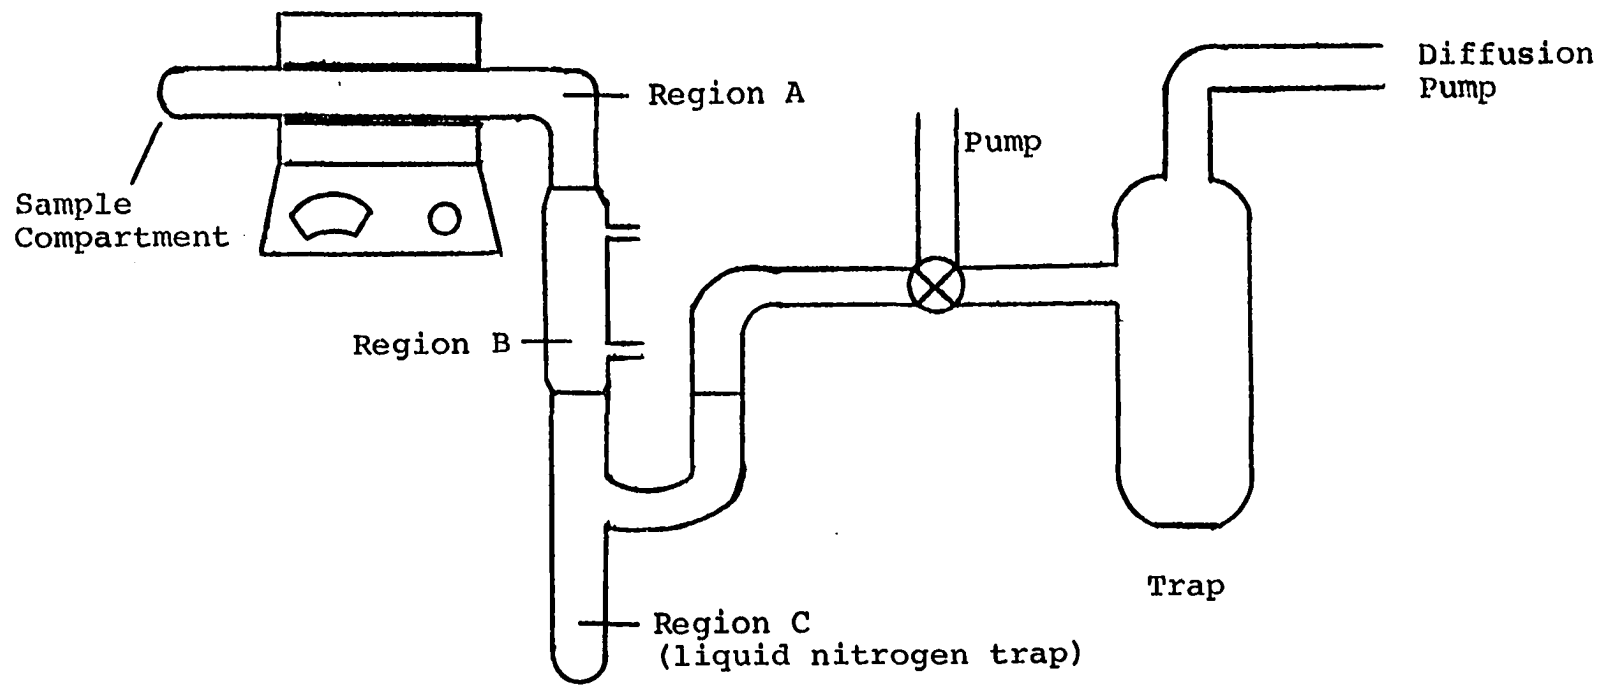 Diffusion
Pump
Region A
Pump
Sample
Compartment
Region B
Trap
Region C
(liquid nitrogen trap)